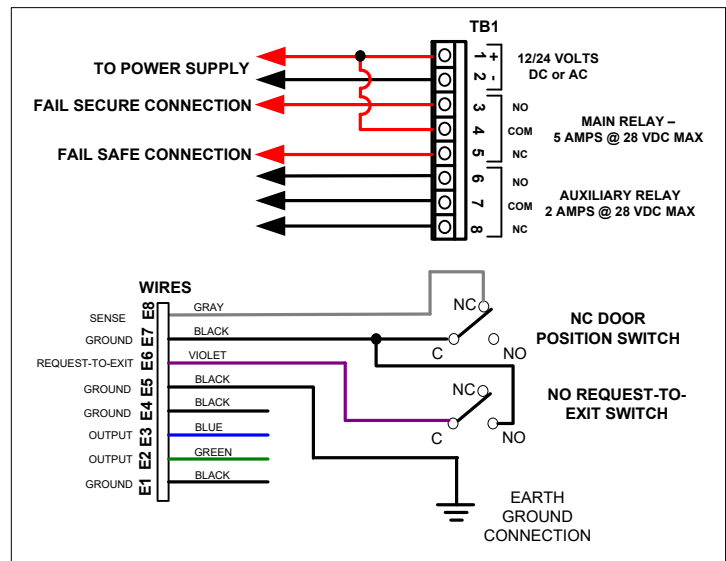 TB1
1 +
2 -
12/24 VOLTS
DC or AC
TO POWER SUPPLY
FAIL SECURE CONNECTION
3 NO
4 COM
5 NC
MAIN RELAY –
5 AMPS @ 28 VDC MAX
FAIL SAFE CONNECTION
6 NO
7 COM
8 NC
AUXILIARY RELAY
2 AMPS @ 28 VDC MAX
WIRES
SENSE E8 GRAY
GROUND E7 BLACK
REQUEST-TO-EXIT E6 VIOLET
GROUND E5 BLACK
GROUND E4 BLACK
OUTPUT E3 BLUE
OUTPUT E2 GREEN
GROUND E1 BLACK
NC
C
NO
NC DOOR
POSITION SWITCH
NC
C
NO
NO REQUEST-TO-
EXIT SWITCH
EARTH
GROUND
CONNECTION